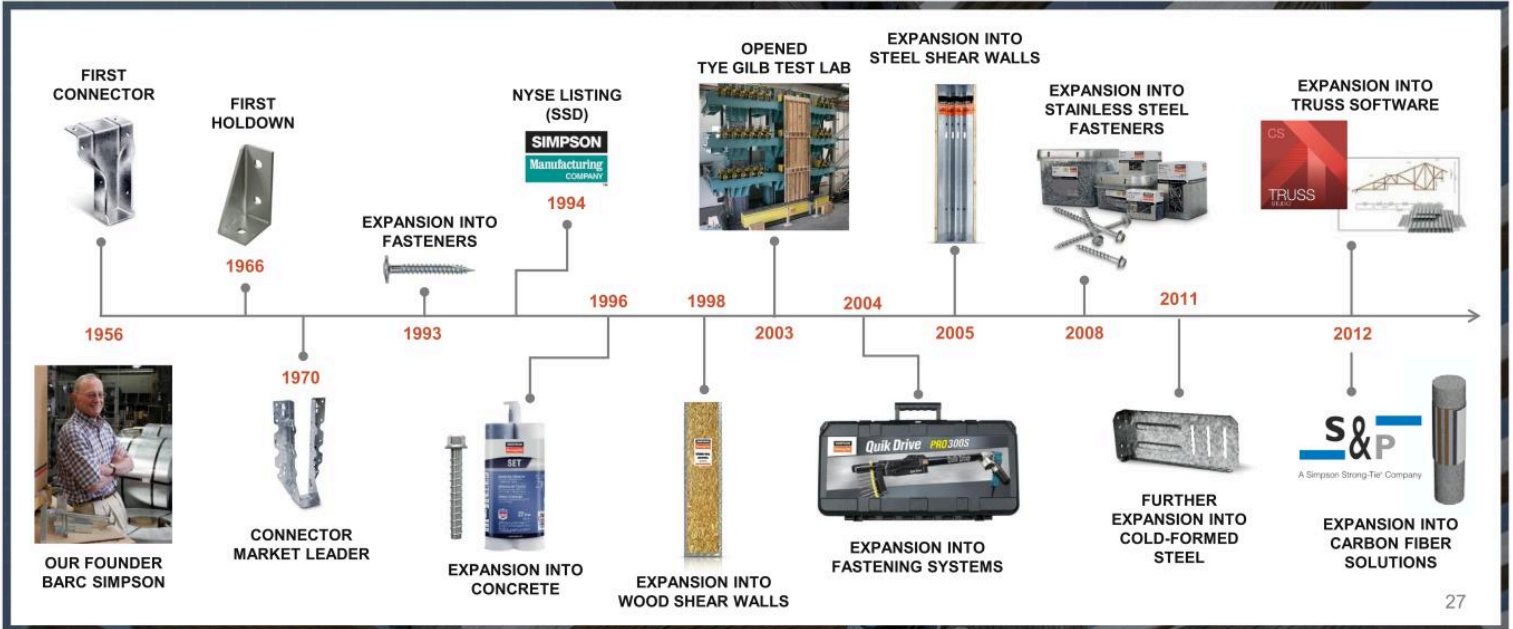 FIRST
CONNECTOR
1956
OUR FOUNDER
BARC SIMPSON
FIRST
HOLDOWN
1966
1970
CONNECTOR
MARKET LEADER
EXPANSION INTO
FASTENERS
1993
NYSE LISTING
(SSD)
SIMPSON
Manufacturing
COMPANY
1994
1996
SET
EXPANSION INTO
CONCRETE
1998
EXPANSION INTO
WOOD SHEAR WALLS
OPENED
TYE GILB TEST LAB
2003
2004
Quik Drive PRO300S
EXPANSION INTO
FASTENING SYSTEMS
EXPANSION INTO
STEEL SHEAR WALLS
2005
EXPANSION INTO
STAINLESS STEEL
FASTENERS
2008
2011
FURTHER
EXPANSION INTO
COLD-FORMED
STEEL
EXPANSION INTO
TRUSS SOFTWARE
CS
TRUSS
STUDIO
2012
S&P
A Simpson Strong-Tie® Company
EXPANSION INTO
CARBON FIBER
SOLUTIONS
27